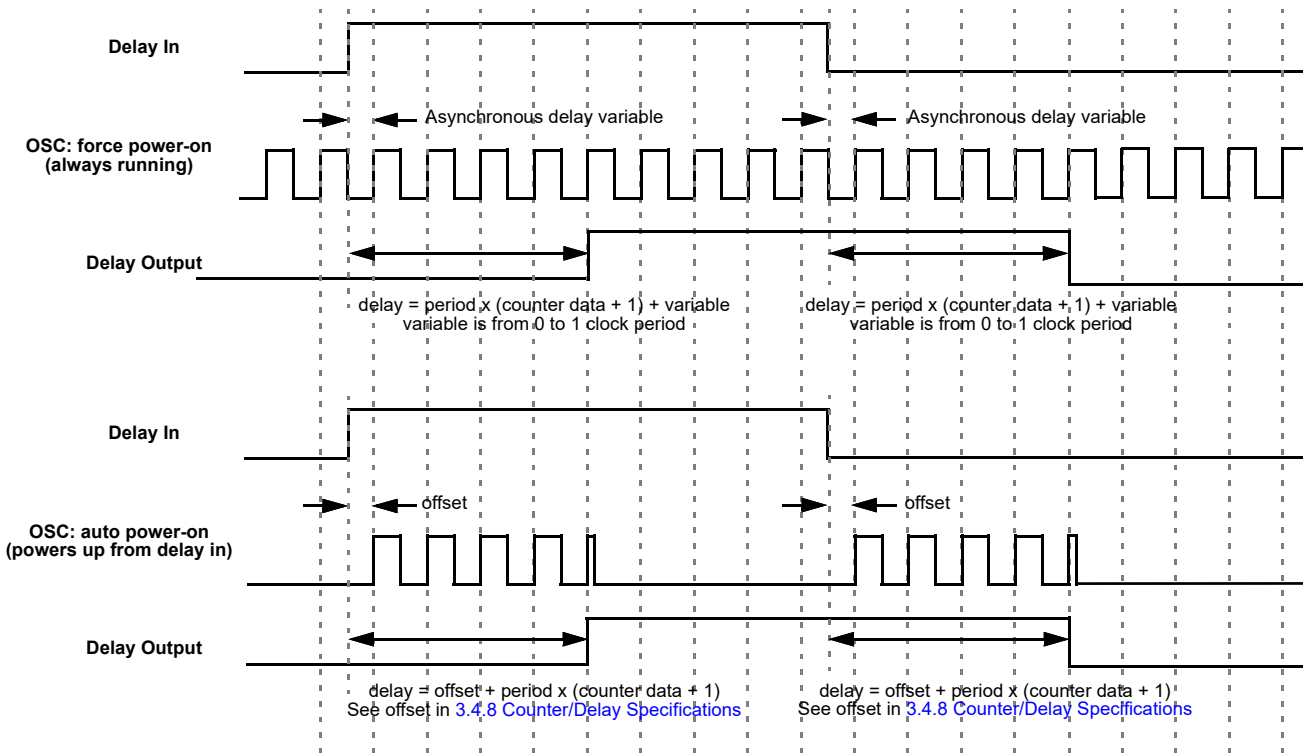 Delay In
Asynchronous delay variable
Asynchronous delay variable
OSC: force power-on
(always running)
Delay Output
delay = period x (counter data + 1) + variable
variable is from 0 to 1 clock period
delay = period x (counter data + 1) + variable
variable is from 0 to 1 clock period
Delay In
offset
offset
OSC: auto power-on
(powers up from delay in)
Delay Output
delay = offset + period x (counter data + 1)
See offset in 3.4.8 Counter/Delay Specifications
delay = offset + period x (counter data + 1)
See offset in 3.4.8 Counter/Delay Specifications